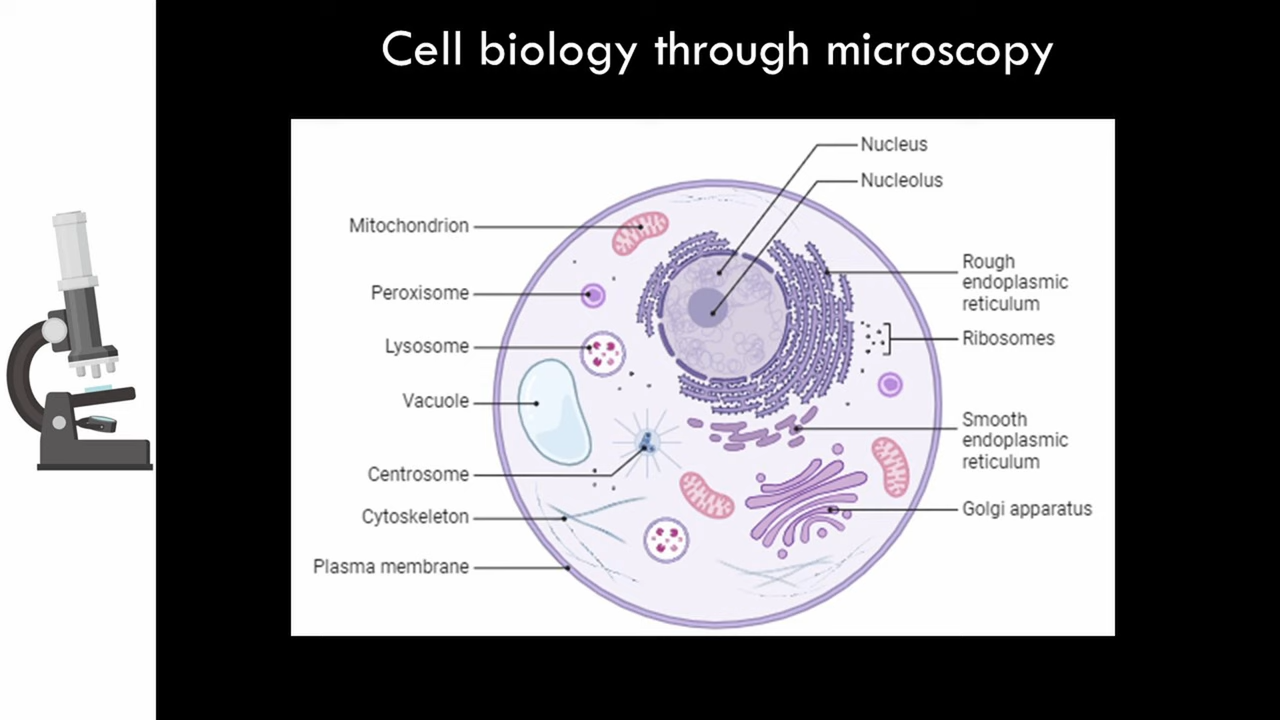 Cell biology through microscopy
Nucleus
Nucleolus
Mitochondrion
Peroxisome
Lysosome
Vacuole
Centrosome
Cytoskeleton
Plasma membrane
Rough
endoplasmic
reticulum
Ribosomes
Smooth
endoplasmic
reticulum
Golgi apparatus